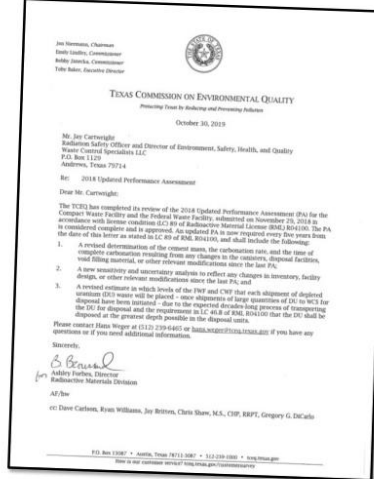 Jon Niermann, Chairman
Emily Lindley, Commissioner
Bobby Janecka, Commissioner
Toby Baker, Executive Director
TEXAS COMMISSION ON ENVIRONMENTAL QUALITY
Protecting Texas by Reducing and Preventing Pollution
October 30, 2019
Mr. Jay Cartwright
Radiation Safety Officer and Director of Environment, Safety, Health, and Quality
Waste Control Specialists LLC
P.O. Box 1129
Andrews, Texas 79714
Re: 2018 Updated Performance Assessment
Dear Mr. Cartwright:
The TCEQ has completed its review of the 2018 Updated Performance Assessment (PA) for the
Compact Waste Facility and the Federal Waste Facility, submitted on November 29, 2018 in
accordance with license condition (LC) 89 of Radioactive Material License (RML) R04100. The PA
is considered complete and is approved. An updated PA is now required every five years from
the date of this letter as stated in LC 89 of RML R04100, and shall include the following:
1. A revised determination of the cement mass, the carbonation rate, and the time of
complete carbonation resulting from any changes in the canisters, disposal facilities,
void filling material, or other relevant modifications since the last PA;
2. A new sensitivity and uncertainty analysis to reflect any changes in inventory, facility
design, or other relevant modifications since the last PA; and
3. A revised estimate in which levels of the FWF and CWF that each shipment of depleted
uranium (DU) waste will be placed – once shipments of large quantities of DU to WCS for
disposal have been initiated – due to the expected decades-long process of transporting
the DU for disposal and the requirement in LC 46.B of RML R04100 that the DU shall be
disposed at the greatest depth possible in the disposal units.
Please contact Hans Weger at (512) 239-6465 or hans.weger@tceq.texas.gov if you have any
questions or if you need additional information.
Sincerely,
for Ashley Forbes, Director
Radioactive Materials Division
AF/hw
cc: Dave Carlson, Ryan Williams, Jay Britten, Chris Shaw, M.S., CHP, RRPT, Gregory G. DiCarlo
P.O. Box 13087 • Austin, Texas 78711-3087 • 512-239-1000 • tceq.texas.gov
How is our customer service? tceq.texas.gov/customersurvey